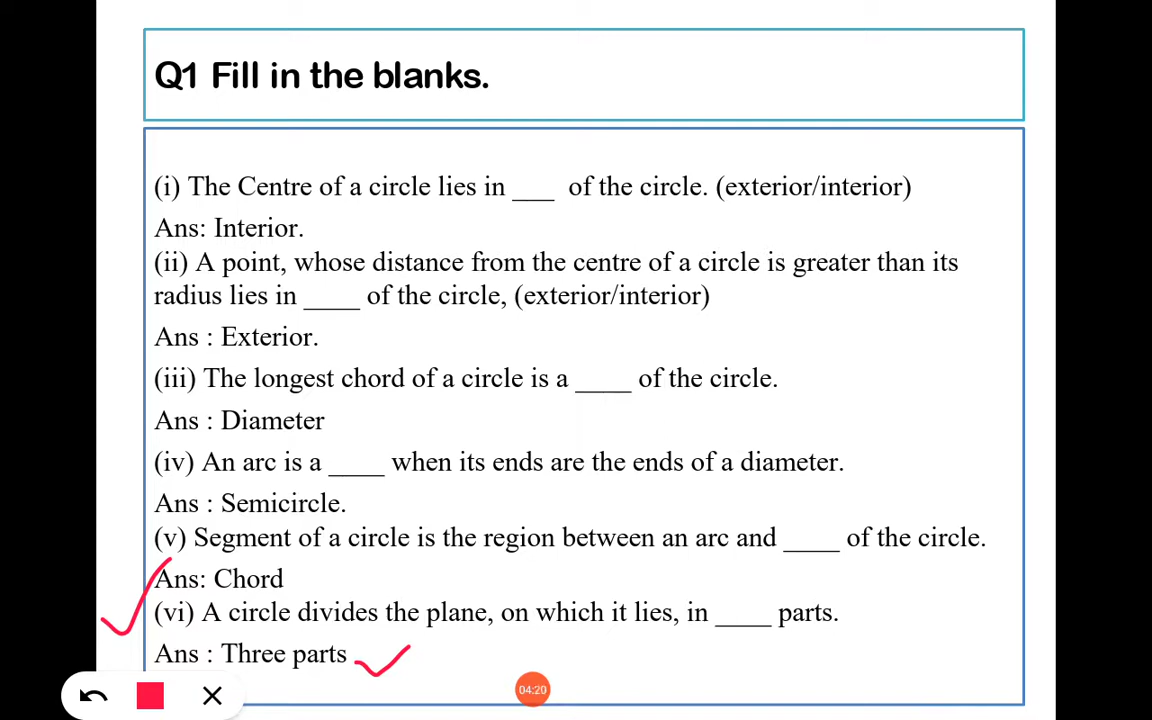 Q1 Fill in the blanks.
(i) The Centre of a circle lies in ___ of the circle. (exterior/interior)
Ans: Interior.
(ii) A point, whose distance from the centre of a circle is greater than its
radius lies in ____ of the circle, (exterior/interior)
Ans : Exterior.
(iii) The longest chord of a circle is a ____ of the circle.
Ans : Diameter
(iv) An arc is a ____ when its ends are the ends of a diameter.
Ans : Semicircle.
(v) Segment of a circle is the region between an arc and ____ of the circle.
Ans: Chord
(vi) A circle divides the plane, on which it lies, in ____ parts.
Ans : Three parts
04:20